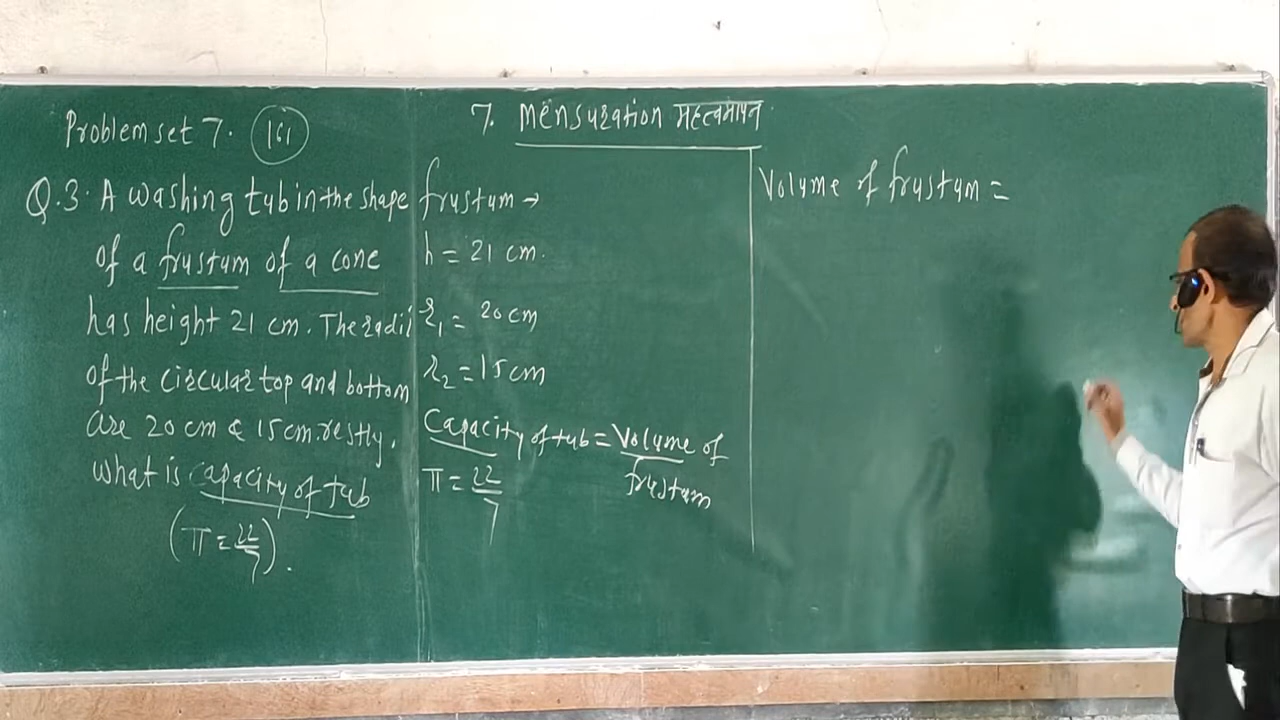 7. Mensuration महत्वमापन
Problem set 7. 161
Q.3. A washing tub in the shape
of a frustum of a cone
has height 21 cm. The radii
of the circular top and bottom
are 20 cm & 15 cm. restly.
What is capacity of tub
(π = 22/7).
frustum →
h = 21 cm.
r₁ = 20 cm
r₂ = 15 cm
Capacity of tub = Volume of
frustum
π = 22/7
Volume of frustum =